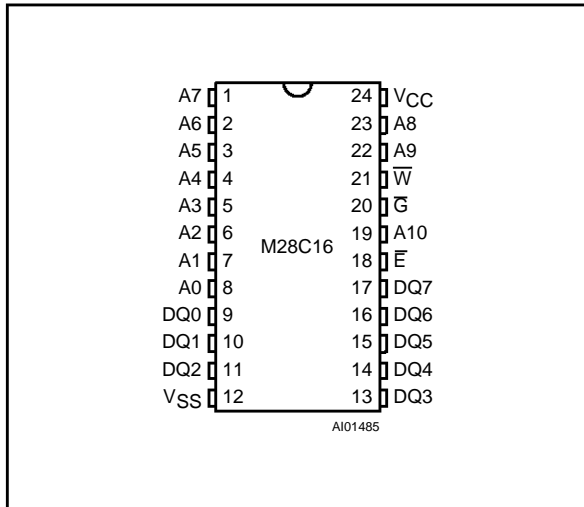 A7 1 24 VCC
A6 2 23 A8
A5 3 22 A9
A4 4 21 W̅
A3 5 20 G̅
A2 6 19 A10
M28C16
A1 7 18 E̅
A0 8 17 DQ7
DQ0 9 16 DQ6
DQ1 10 15 DQ5
DQ2 11 14 DQ4
VSS 12 13 DQ3
AI01485